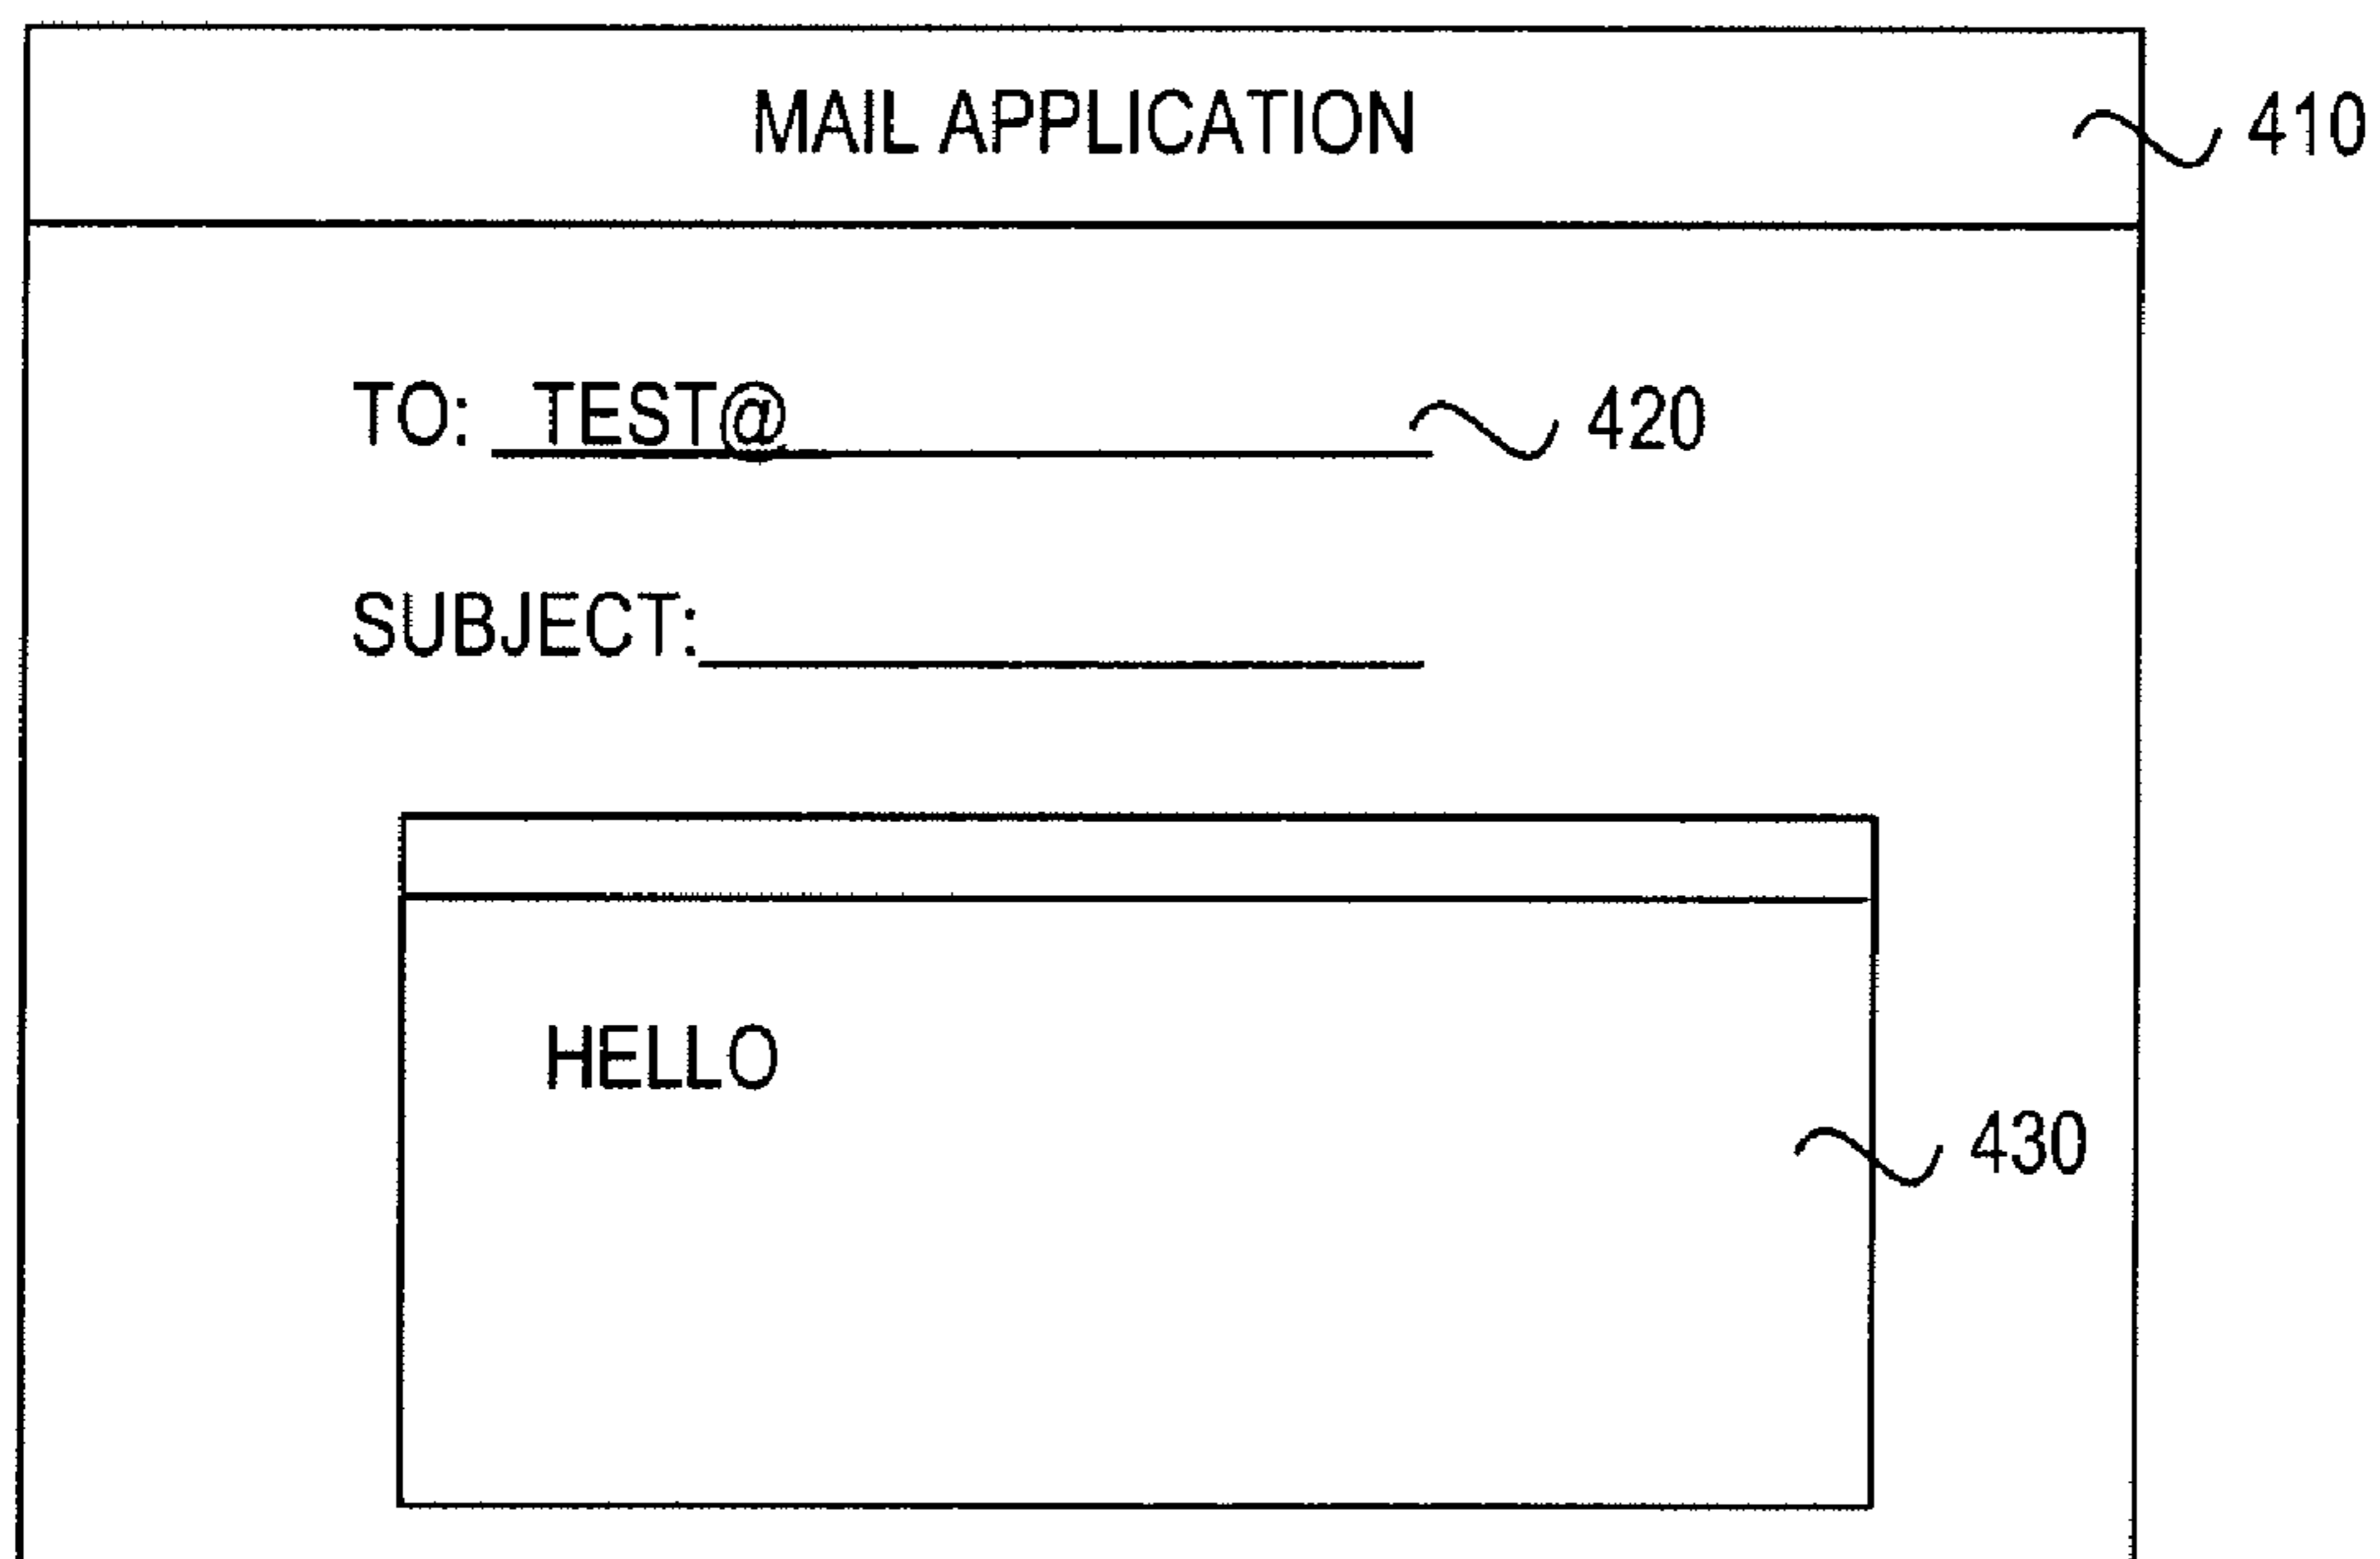 MAIL APPLICATION 410
TO: TEST@ 420
SUBJECT:
HELLO
430